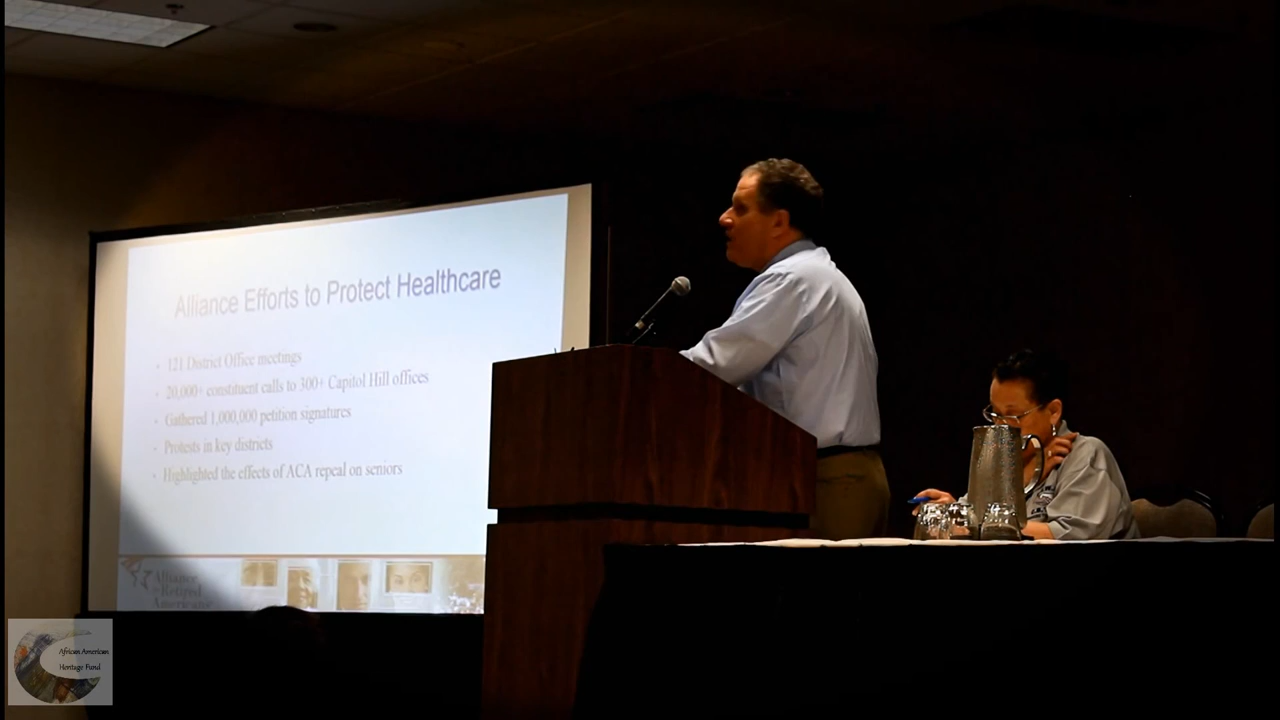 Alliance Efforts to Protect Healthcare
121 District Office meetings
20,000+ constituent calls to 300+ Capitol Hill offices
Gathered 1,000,000 petition signatures
Protests in key districts
Highlighted the effects of ACA repeal on seniors
Alliance
Retired
Americans
African American
Heritage Fund